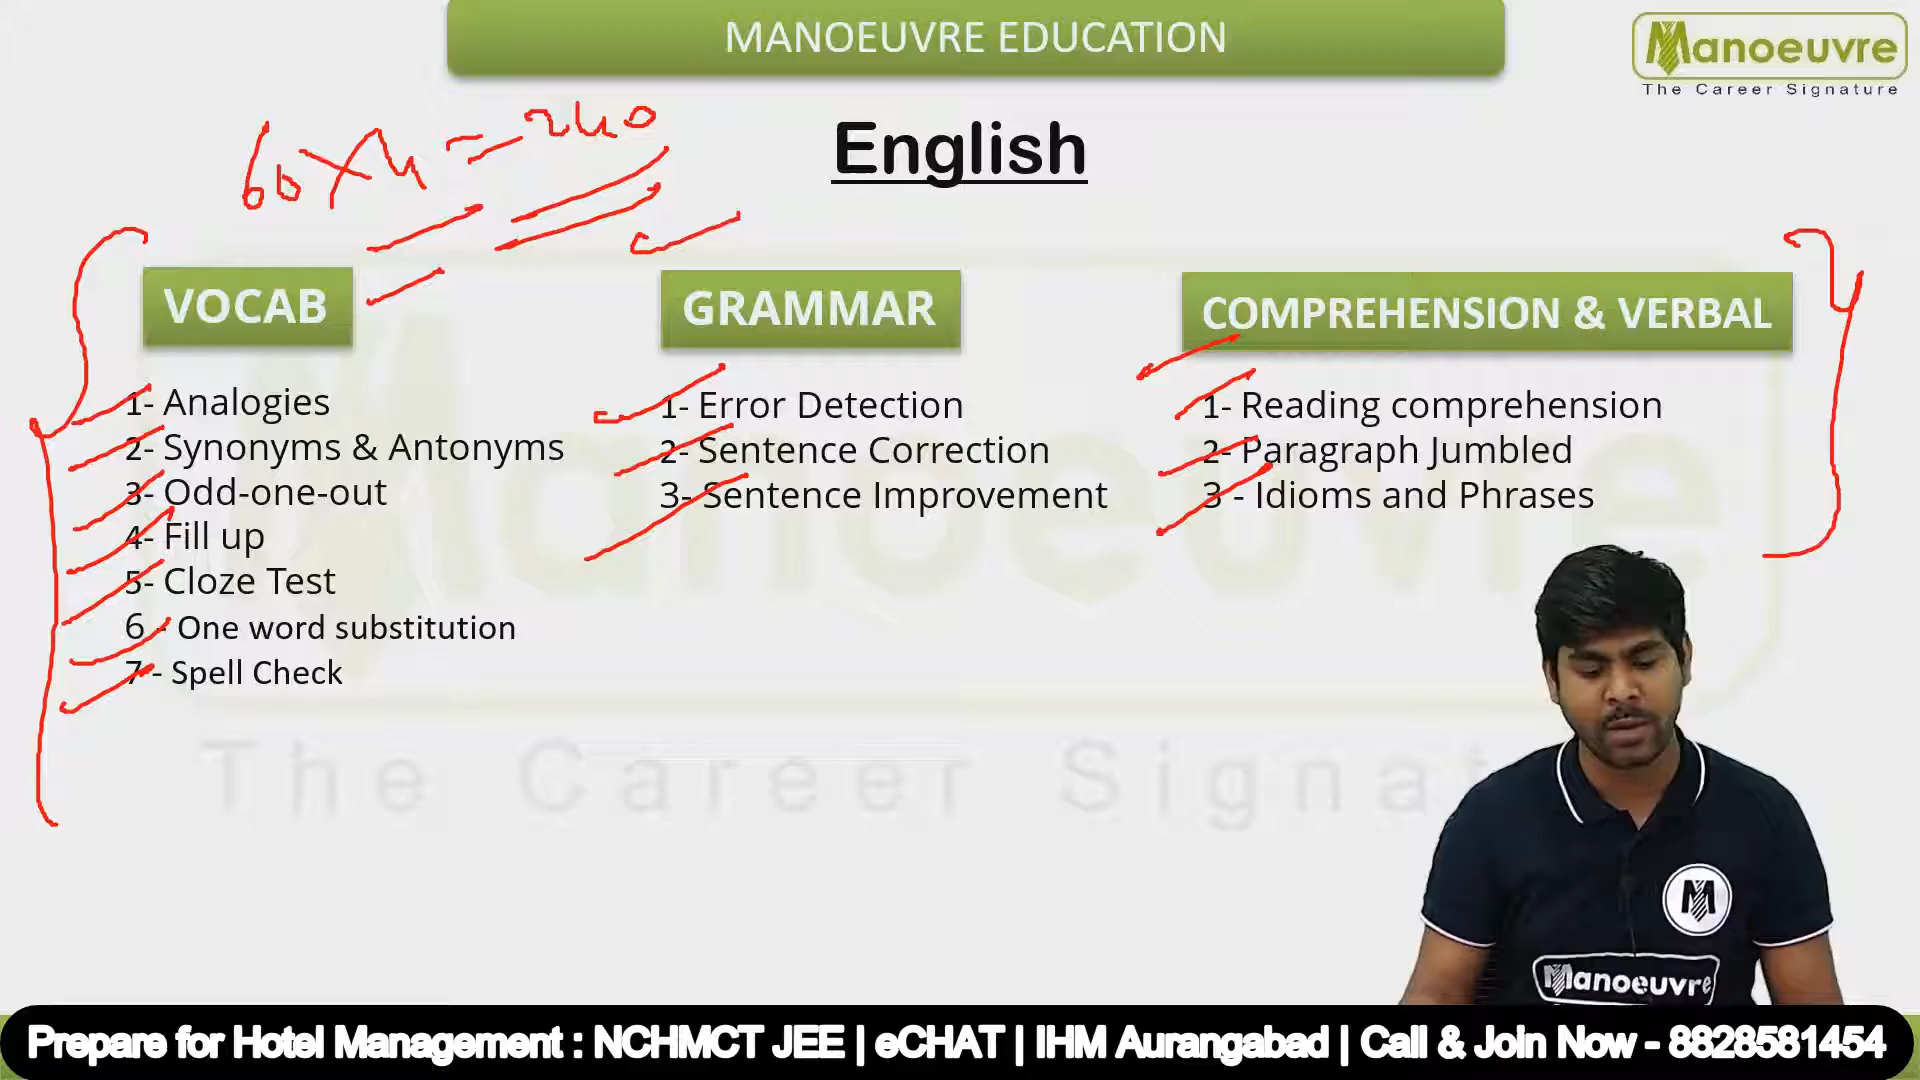 MANOEUVRE EDUCATION
Manoeuvre
The Career Signature
60 X 4 = 240
English
VOCAB
1- Analogies
2- Synonyms & Antonyms
3- Odd-one-out
4- Fill up
5- Cloze Test
6 - One word substitution
7 - Spell Check
GRAMMAR
1- Error Detection
2- Sentence Correction
3- Sentence Improvement
COMPREHENSION & VERBAL
1- Reading comprehension
2- Paragraph Jumbled
3 - Idioms and Phrases
Manoeuvre
The Career Signat
M
Manoeuvre
Prepare for Hotel Management : NCHMCT JEE | eCHAT | IHM Aurangabad | Call & Join Now - 8828581454